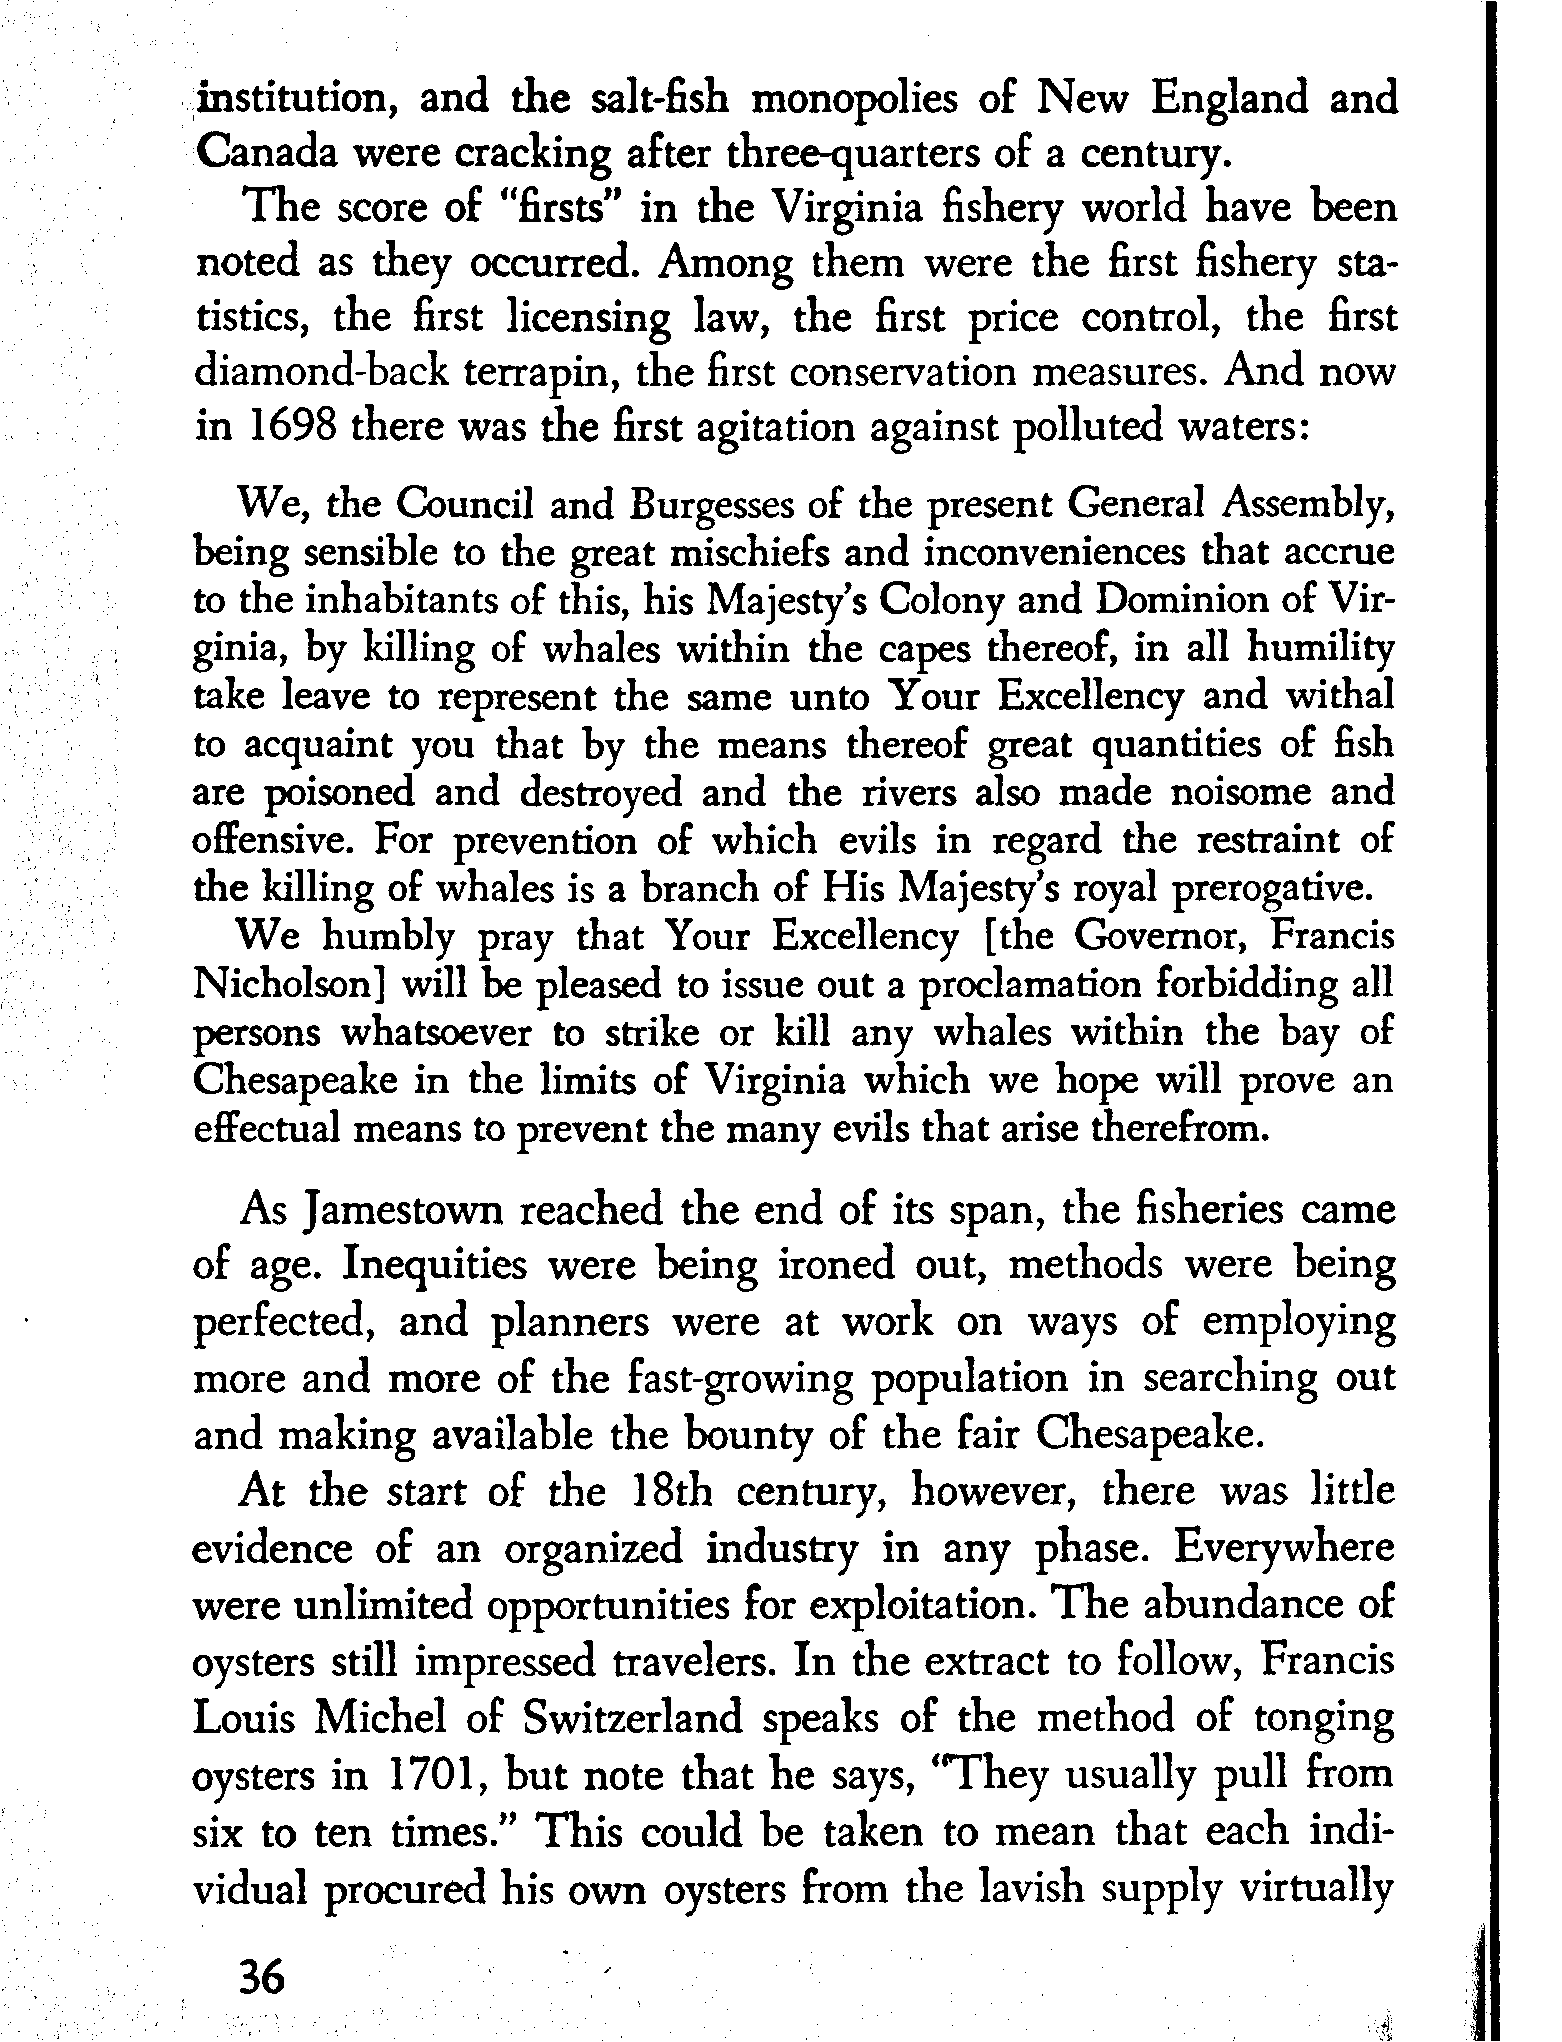 institution, and the salt-fish monopolies of New England and
Canada were cracking after three-quarters of a century.
The score of "firsts" in the Virginia fishery world have been
noted as they occurred. Among them were the first fishery sta-
tistics, the first licensing law, the first price control, the first
diamond-back terrapin, the first conservation measures. And now
in 1698 there was the first agitation against polluted waters:
We, the Council and Burgesses of the present General Assembly,
being sensible to the great mischiefs and inconveniences that accrue
to the inhabitants of this, his Majesty's Colony and Dominion of Vir-
ginia, by killing of whales within the capes thereof, in all humility
take leave to represent the same unto Your Excellency and withal
to acquaint you that by the means thereof great quantities of fish
are poisoned and destroyed and the rivers also made noisome and
offensive. For prevention of which evils in regard the restraint of
the killing of whales is a branch of His Majesty's royal prerogative.
We humbly pray that Your Excellency [the Governor, Francis
Nicholson] will be pleased to issue out a proclamation forbidding all
persons whatsoever to strike or kill any whales within the bay of
Chesapeake in the limits of Virginia which we hope will prove an
effectual means to prevent the many evils that arise therefrom.
As Jamestown reached the end of its span, the fisheries came
of age. Inequities were being ironed out, methods were being
perfected, and planners were at work on ways of employing
more and more of the fast-growing population in searching out
and making available the bounty of the fair Chesapeake.
At the start of the 18th century, however, there was little
evidence of an organized industry in any phase. Everywhere
were unlimited opportunities for exploitation. The abundance of
oysters still impressed travelers. In the extract to follow, Francis
Louis Michel of Switzerland speaks of the method of tonging
oysters in 1701, but note that he says, "They usually pull from
six to ten times." This could be taken to mean that each indi-
vidual procured his own oysters from the lavish supply virtually
36